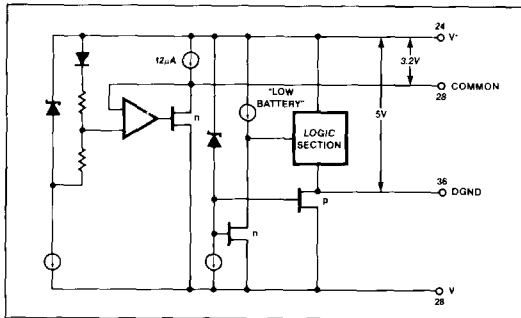 24
V+
12µA
3.2V
COMMON
28
"LOW
BATTERY"
5V
LOGIC
SECTION
n
36
DGND
p
n
V
28